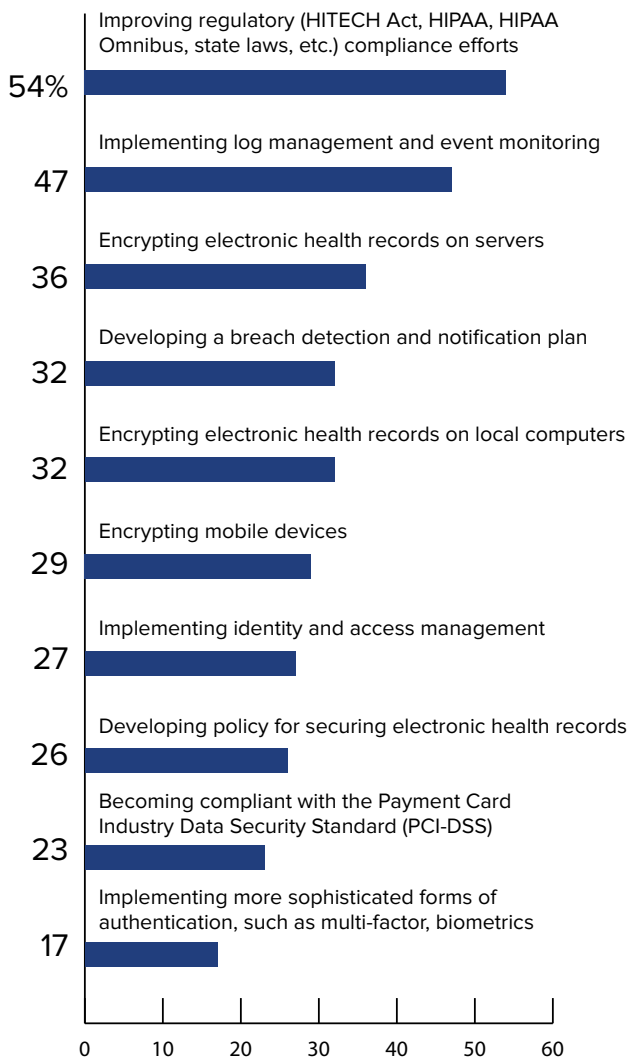 Improving regulatory (HITECH Act, HIPAA, HIPAA
Omnibus, state laws, etc.) compliance efforts
54%
Implementing log management and event monitoring
47
Encrypting electronic health records on servers
36
Developing a breach detection and notification plan
32
Encrypting electronic health records on local computers
32
Encrypting mobile devices
29
Implementing identity and access management
27
Developing policy for securing electronic health records
26
Becoming compliant with the Payment Card
Industry Data Security Standard (PCI-DSS)
23
Implementing more sophisticated forms of
authentication, such as multi-factor, biometrics
17
0 10 20 30 40 50 60